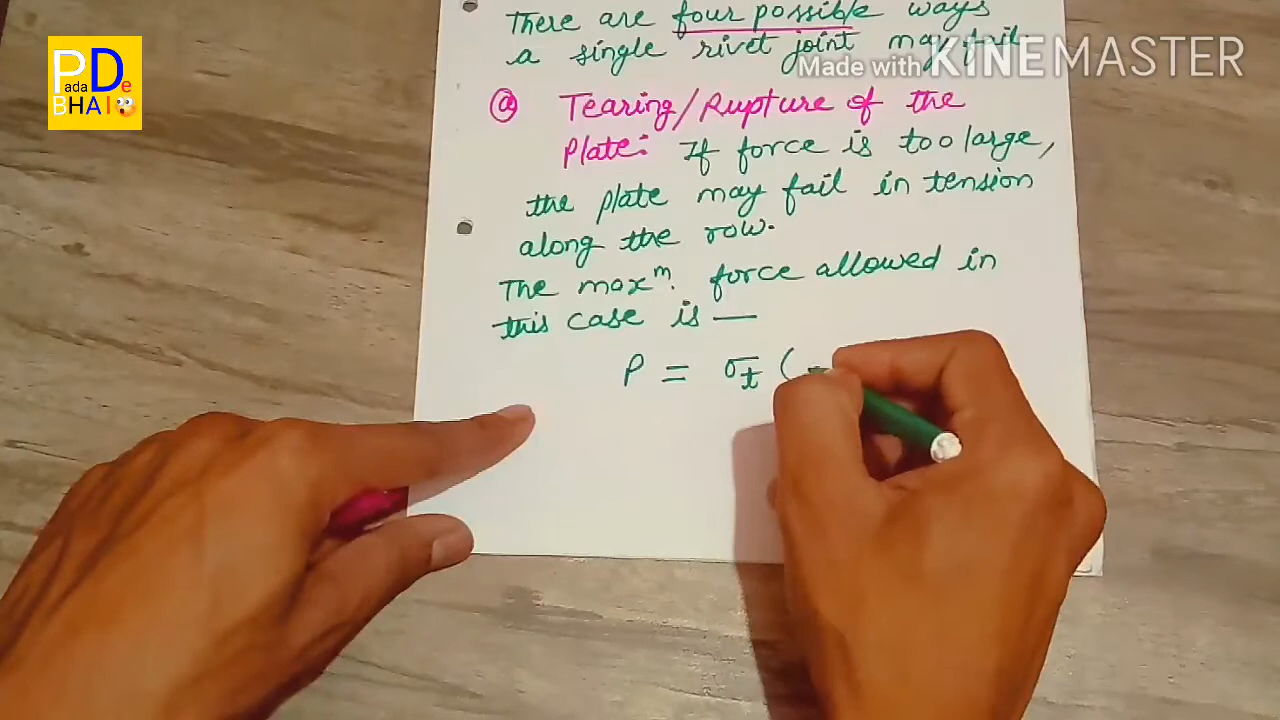 PaDa De
BHAI
There are four possible ways
a single rivet joint may fail.
Made with KINEMASTER
ⓐ Tearing/Rupture of the
Plate: If force is too large,
the plate may fail in tension
along the row.
The maxᵐ. force allowed in
this case is —
P = σt (